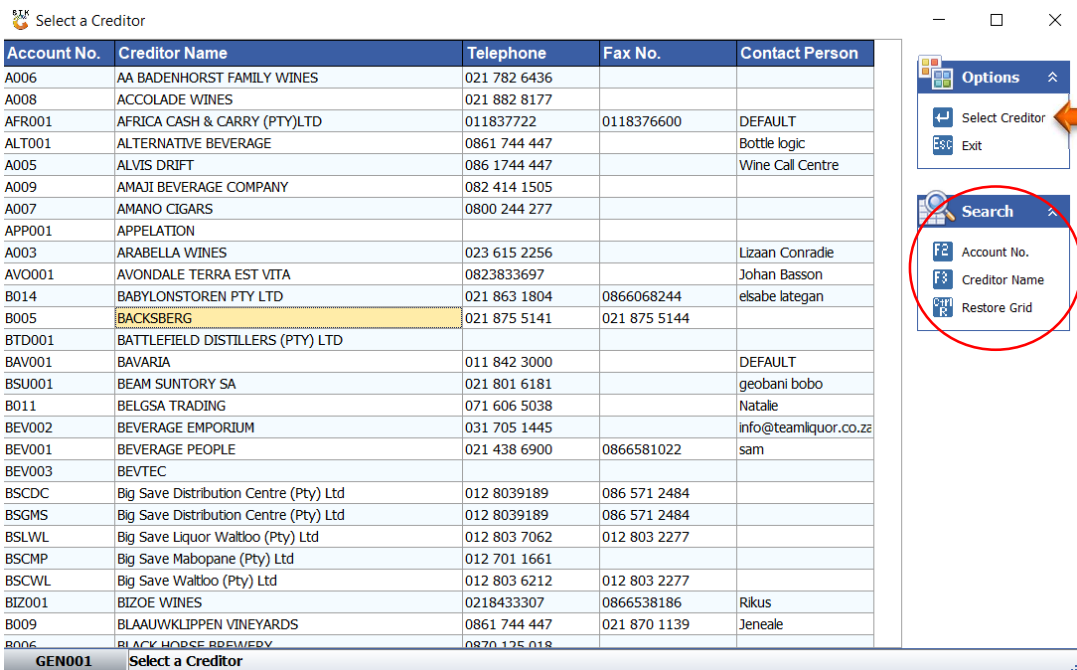 BTK
Select a Creditor
Account No. Creditor Name Telephone Fax No. Contact Person
A006 AA BADENHORST FAMILY WINES 021 782 6436
A008 ACCOLADE WINES 021 882 8177
AFR001 AFRICA CASH & CARRY (PTY)LTD 011837722 0118376600 DEFAULT
ALT001 ALTERNATIVE BEVERAGE 0861 744 447 Bottle logic
A005 ALVIS DRIFT 086 1744 447 Wine Call Centre
A009 AMAJI BEVERAGE COMPANY 082 414 1505
A007 AMANO CIGARS 0800 244 277
APP001 APPELATION
A003 ARABELLA WINES 023 615 2256 Lizaan Conradie
AVO001 AVONDALE TERRA EST VITA 0823833697 Johan Basson
B014 BABYLONSTOREN PTY LTD 021 863 1804 0866068244 elsabe lategan
B005 BACKSBERG 021 875 5141 021 875 5144
BTD001 BATTLEFIELD DISTILLERS (PTY) LTD
BAV001 BAVARIA 011 842 3000 DEFAULT
BSU001 BEAM SUNTORY SA 021 801 6181 geobani bobo
B011 BELGSA TRADING 071 606 5038 Natalie
BEV002 BEVERAGE EMPORIUM 031 705 1445 info@teamliquor.co.za
BEV001 BEVERAGE PEOPLE 021 438 6900 0866581022 sam
BEV003 BEVTEC
BSCDC Big Save Distribution Centre (Pty) Ltd 012 8039189 086 571 2484
BSGMS Big Save Distribution Centre (Pty) Ltd 012 8039189 086 571 2484
BSLWL Big Save Liquor Waltloo (Pty) Ltd 012 803 7062 012 803 2277
BSCMP Big Save Mabopane (Pty) Ltd 012 701 1661
BSCWL Big Save Waltloo (Pty) Ltd 012 803 6212 012 803 2277
BIZ001 BIZOE WINES 0218433307 0866538186 Rikus
B009 BLAAUWKLIPPEN VINEYARDS 0861 744 447 021 870 1139 Jeneale
B006 BLACK HORSE BREWERY 0870 125 018
GEN001 Select a Creditor
Options
Select Creditor
Esc Exit
Search
F2 Account No.
F3 Creditor Name
Ctrl R Restore Grid